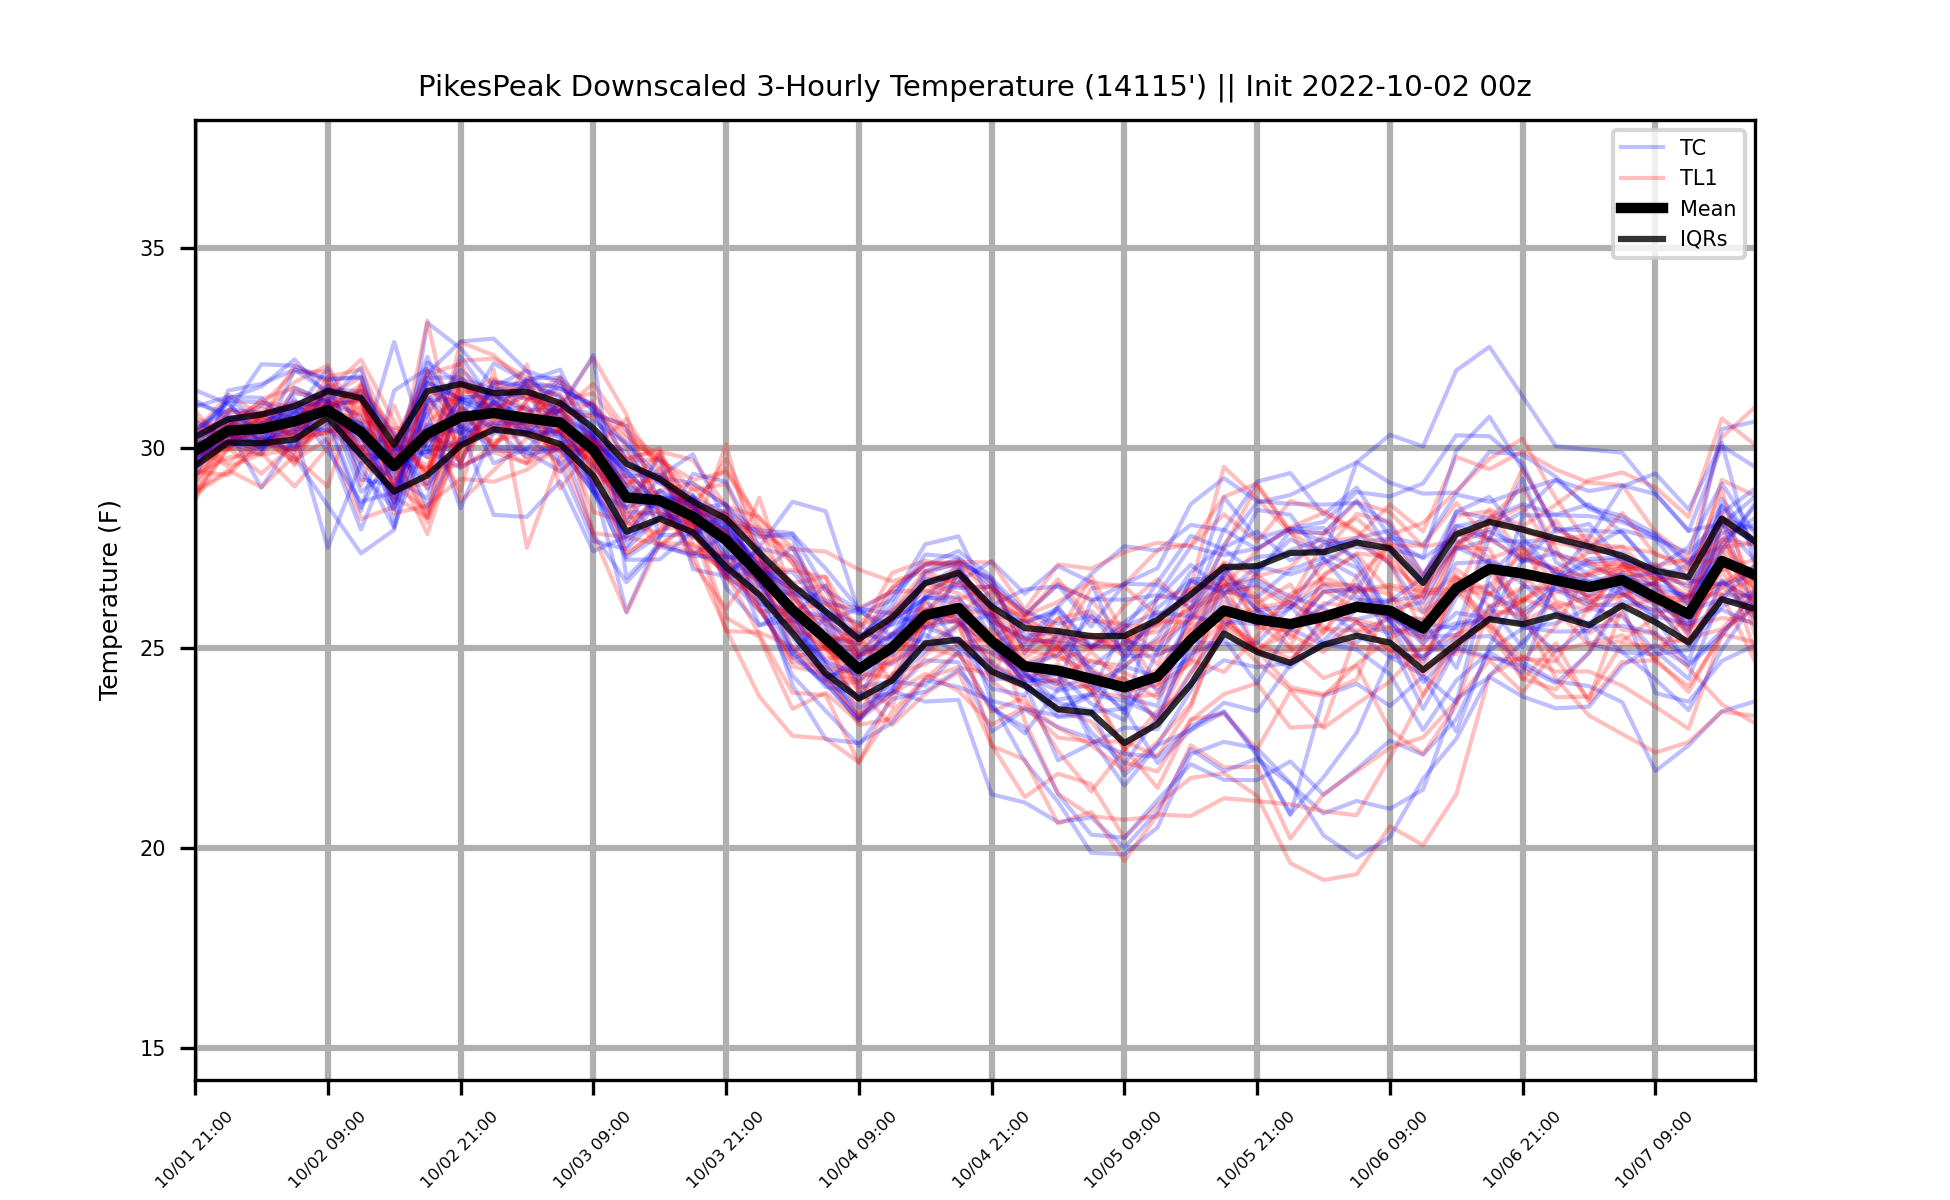 PikesPeak Downscaled 3-Hourly Temperature (14115') || Init 2022-10-02 00z
TC
TL1
Mean
IQRs
Temperature (F)
35
30
25
20
15
10/01 21:00
10/02 09:00
10/02 21:00
10/03 09:00
10/03 21:00
10/04 09:00
10/04 21:00
10/05 09:00
10/05 21:00
10/06 09:00
10/06 21:00
10/07 09:00